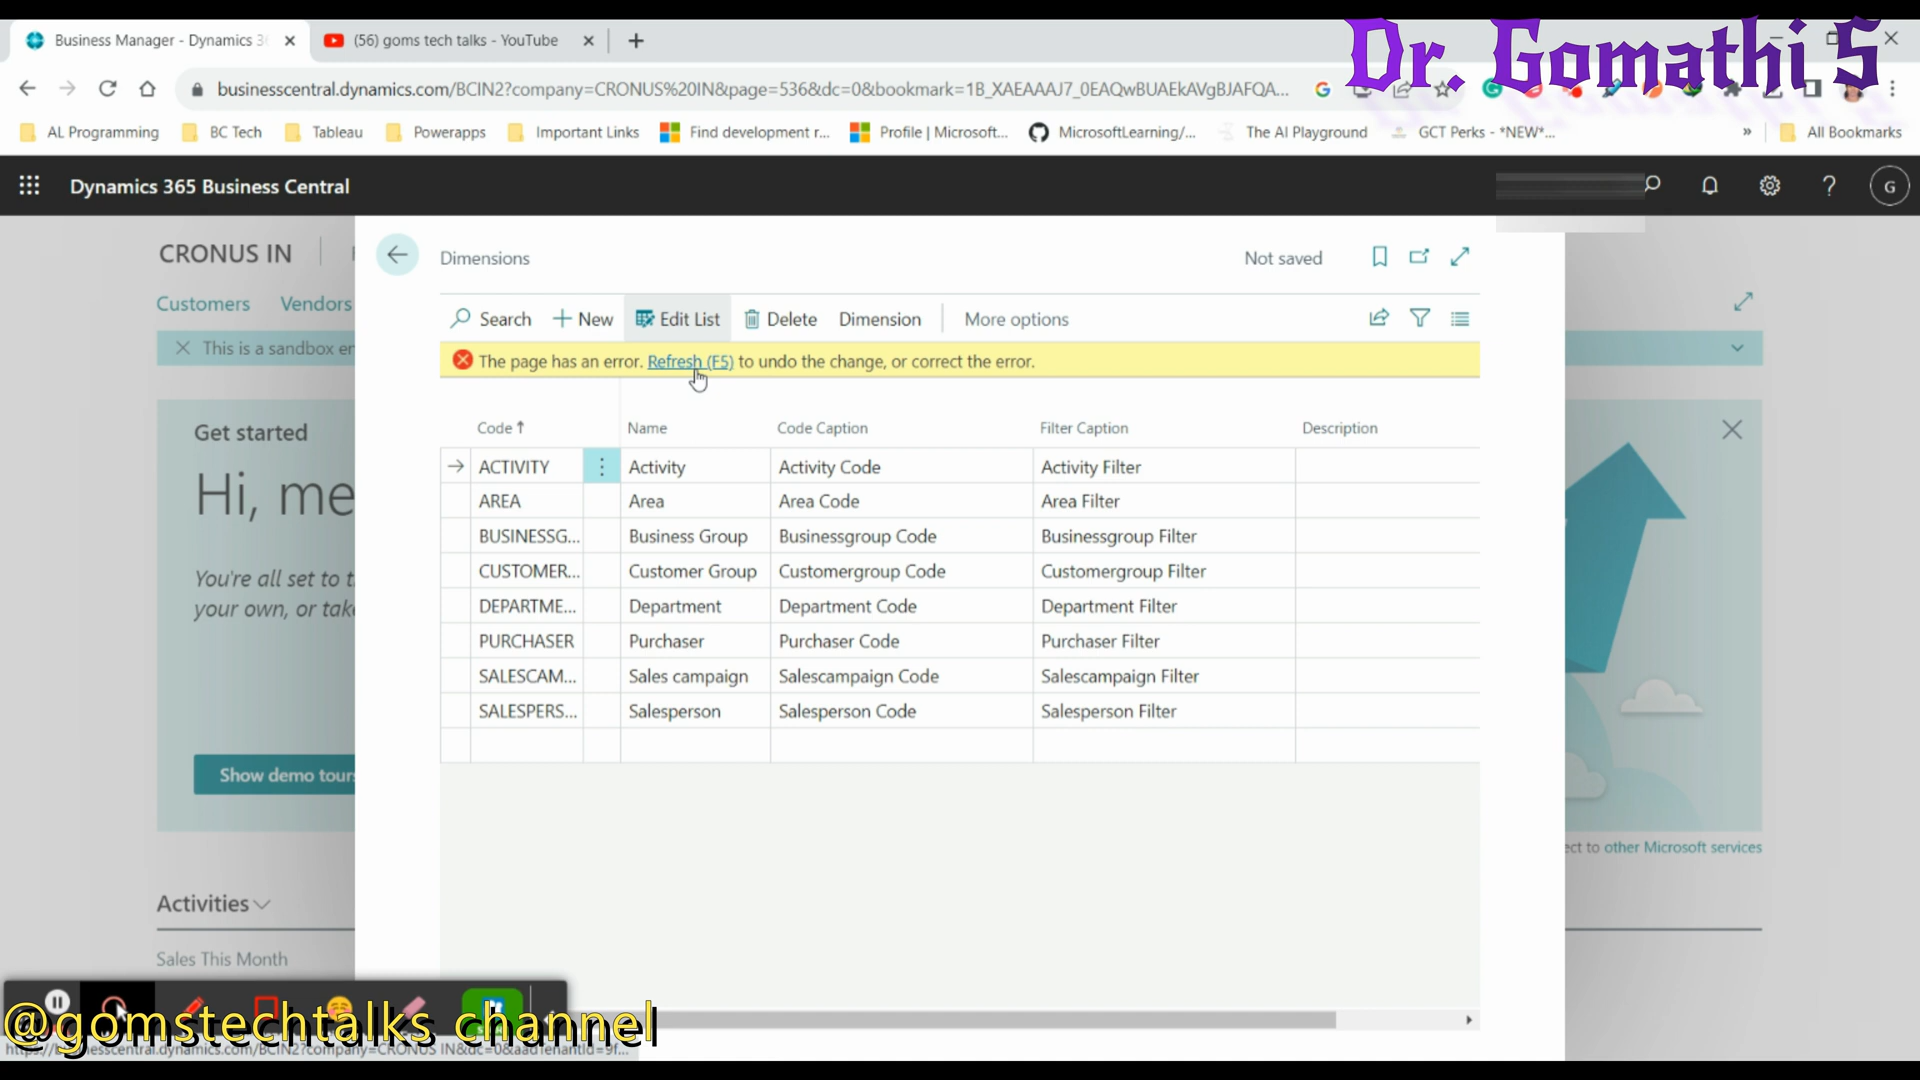 Business Manager - Dynamics 36
(56) goms tech talks - YouTube
Dr. Gomathi S
businesscentral.dynamics.com/BCIN2?company=CRONUS%20IN&page=536&dc=0&bookmark=1B_XAEAAAJ7_0EAQwBUAEkAVgBJAFQA...
AL Programming
BC Tech
Tableau
Powerapps
Important Links
Find development r...
Profile | Microsoft...
MicrosoftLearning/...
The AI Playground
GCT Perks - *NEW*...
»
All Bookmarks
Dynamics 365 Business Central
G
CRONUS IN
Customers Vendors
This is a sandbox en
Get started
Hi, me
You're all set to t
your own, or take
Show demo tours
ect to other Microsoft services
Activities
Sales This Month
Dimensions
Not saved
Search New Edit List Delete Dimension More options
The page has an error. Refresh (F5) to undo the change, or correct the error.
Code ↑ Name Code Caption Filter Caption Description
ACTIVITY Activity Activity Code Activity Filter
AREA Area Area Code Area Filter
BUSINESSG... Business Group Businessgroup Code Businessgroup Filter
CUSTOMER... Customer Group Customergroup Code Customergroup Filter
DEPARTME... Department Department Code Department Filter
PURCHASER Purchaser Purchaser Code Purchaser Filter
SALESCAM... Sales campaign Salescampaign Code Salescampaign Filter
SALESPERS... Salesperson Salesperson Code Salesperson Filter
@gomstechtalks channel